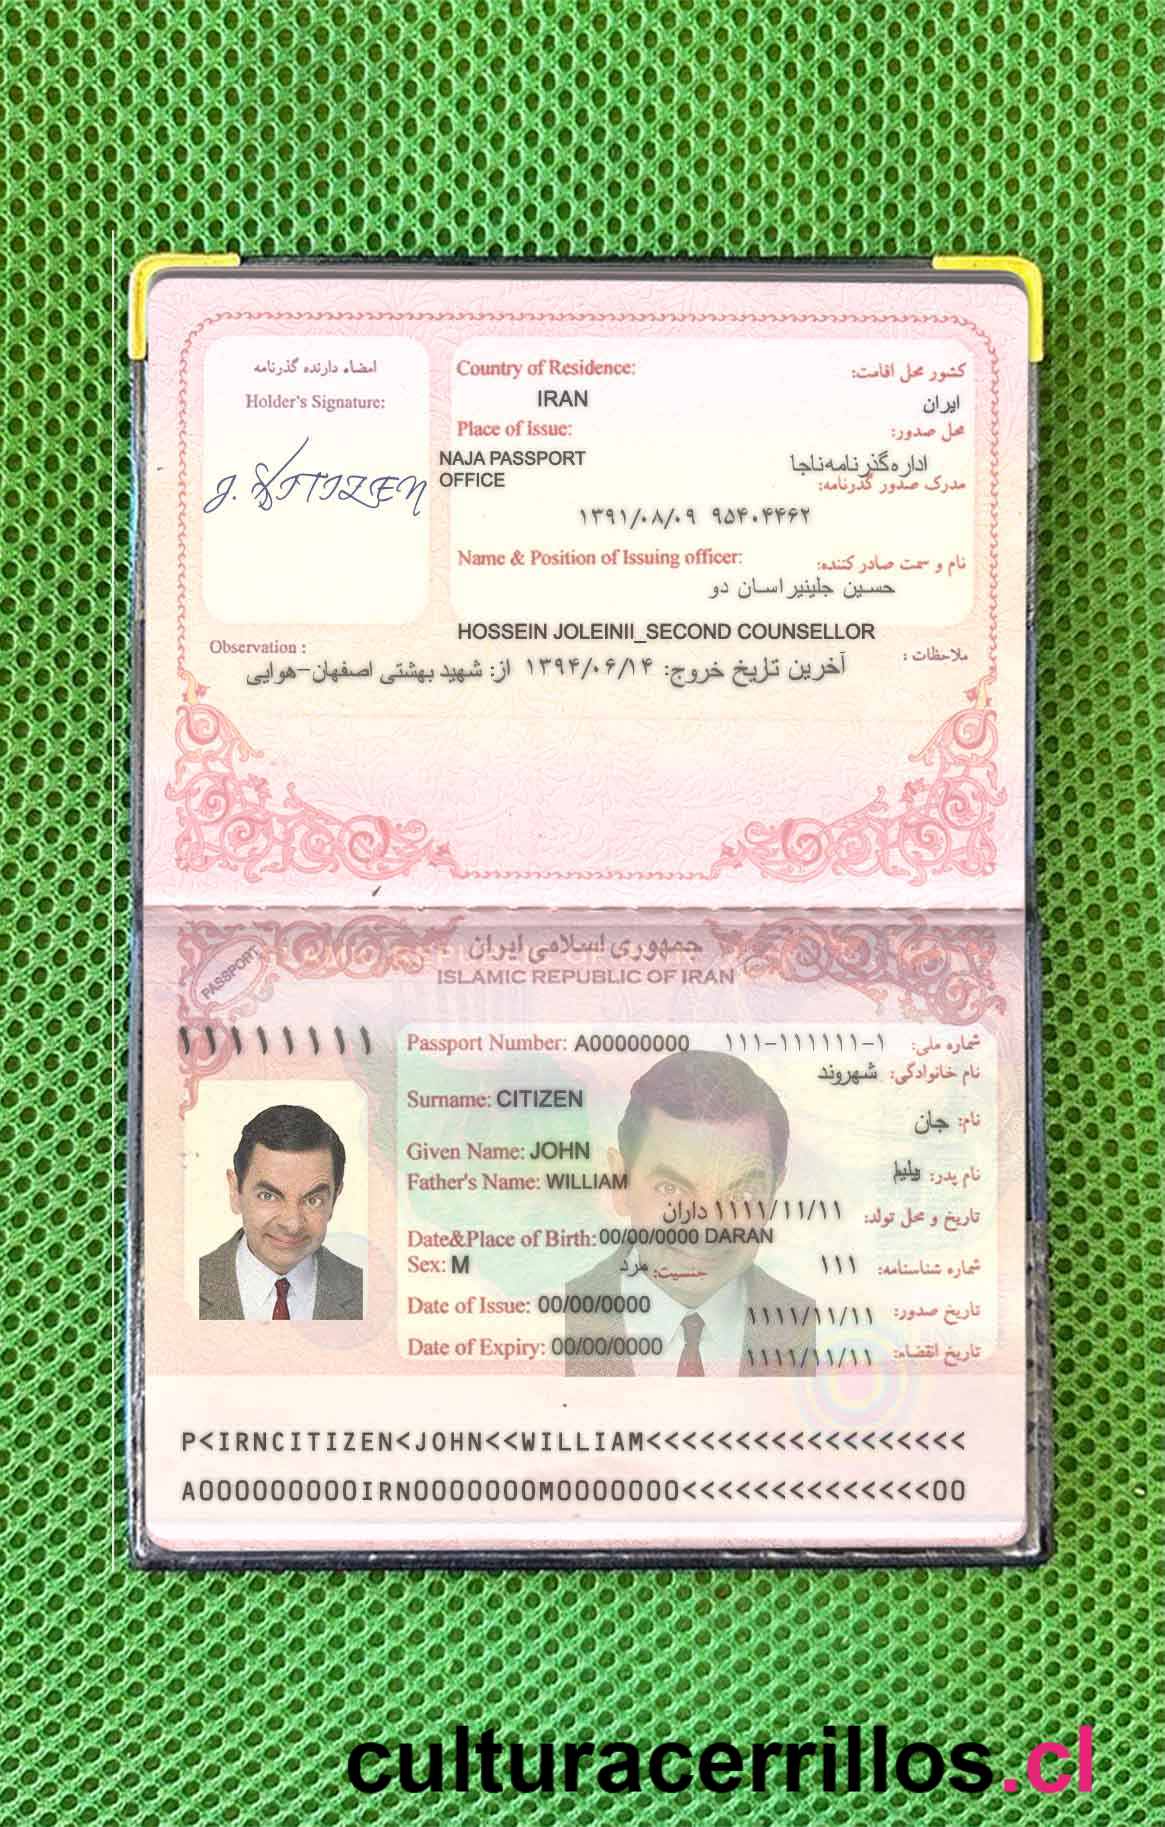 امضاء دارنده گذرنامه
Holder's Signature:
J. CITIZEN
Country of Residence: کشور محل اقامت:
IRAN ایران
Place of issue: محل صدور:
NAJA PASSPORT OFFICE اداره گذرنامه ناجا
مدرک صدور گذرنامه:
۱۳۹۱/۰۸/۰۹ ۹۵۴۰۴۴۶۲
Name & Position of Issuing officer: نام و سمت صادر کننده:
حسین جلینیر اسان دو
HOSSEIN JOLEINII_SECOND COUNSELLOR
Observation : ملاحظات :
آخرین تاریخ خروج: ۱۳۹۴/۰۶/۱۴ از: شهید بهشتی اصفهان-هوایی
جمهوری اسلامی ایران
ISLAMIC REPUBLIC OF IRAN
PASSPORT
۱۱۱۱۱۱۱۱
Passport Number: A00000000 شماره ملی: ۱۱۱-۱۱۱۱۱۱-۱
نام خانوادگی: شهروند
Surname: CITIZEN
نام: جان
Given Name: JOHN
Father's Name: WILLIAM نام پدر:
تاریخ و محل تولد: ۱۱۱۱/۱۱/۱۱ داران
Date&Place of Birth: 00/00/0000 DARAN
Sex: M جنسیت: مرد شماره شناسنامه: ۱۱۱
Date of Issue: 00/00/0000 تاریخ صدور: ۱۱۱۱/۱۱/۱۱
Date of Expiry: 00/00/0000 تاریخ انقضاء: ۱۱۱۱/۱۱/۱۱
P<IRNCITIZEN<JOHN<<WILLIAM<<<<<<<<<<<<<<<<<<
A000000000IRN0000000M0000000<<<<<<<<<<<<<<00
culturacerrillos.cl